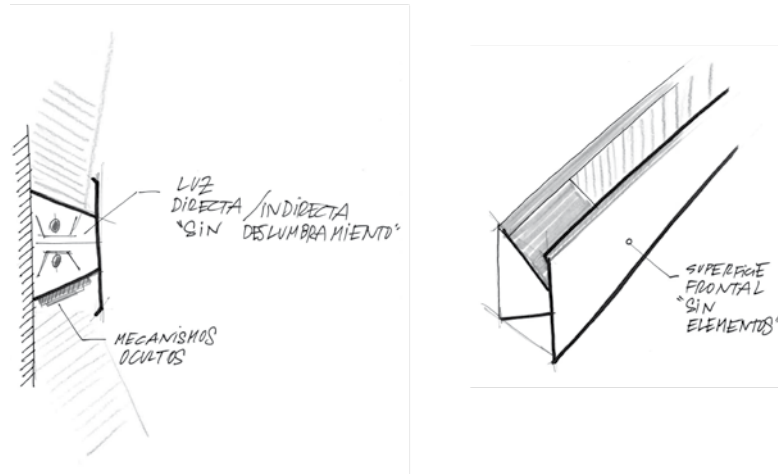 LUZ
DIRECTA / INDIRECTA
"SIN DESLUMBRAMIENTO"
MECANISMOS
OCULTOS
SUPERFICIE
FRONTAL
"SIN
ELEMENTOS"